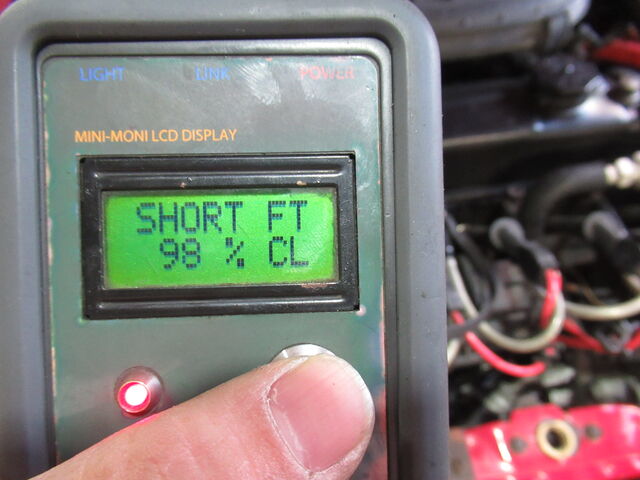 LIGHT LINK POWER
MINI-MONI LCD DISPLAY
SHORT FT
98 % CL